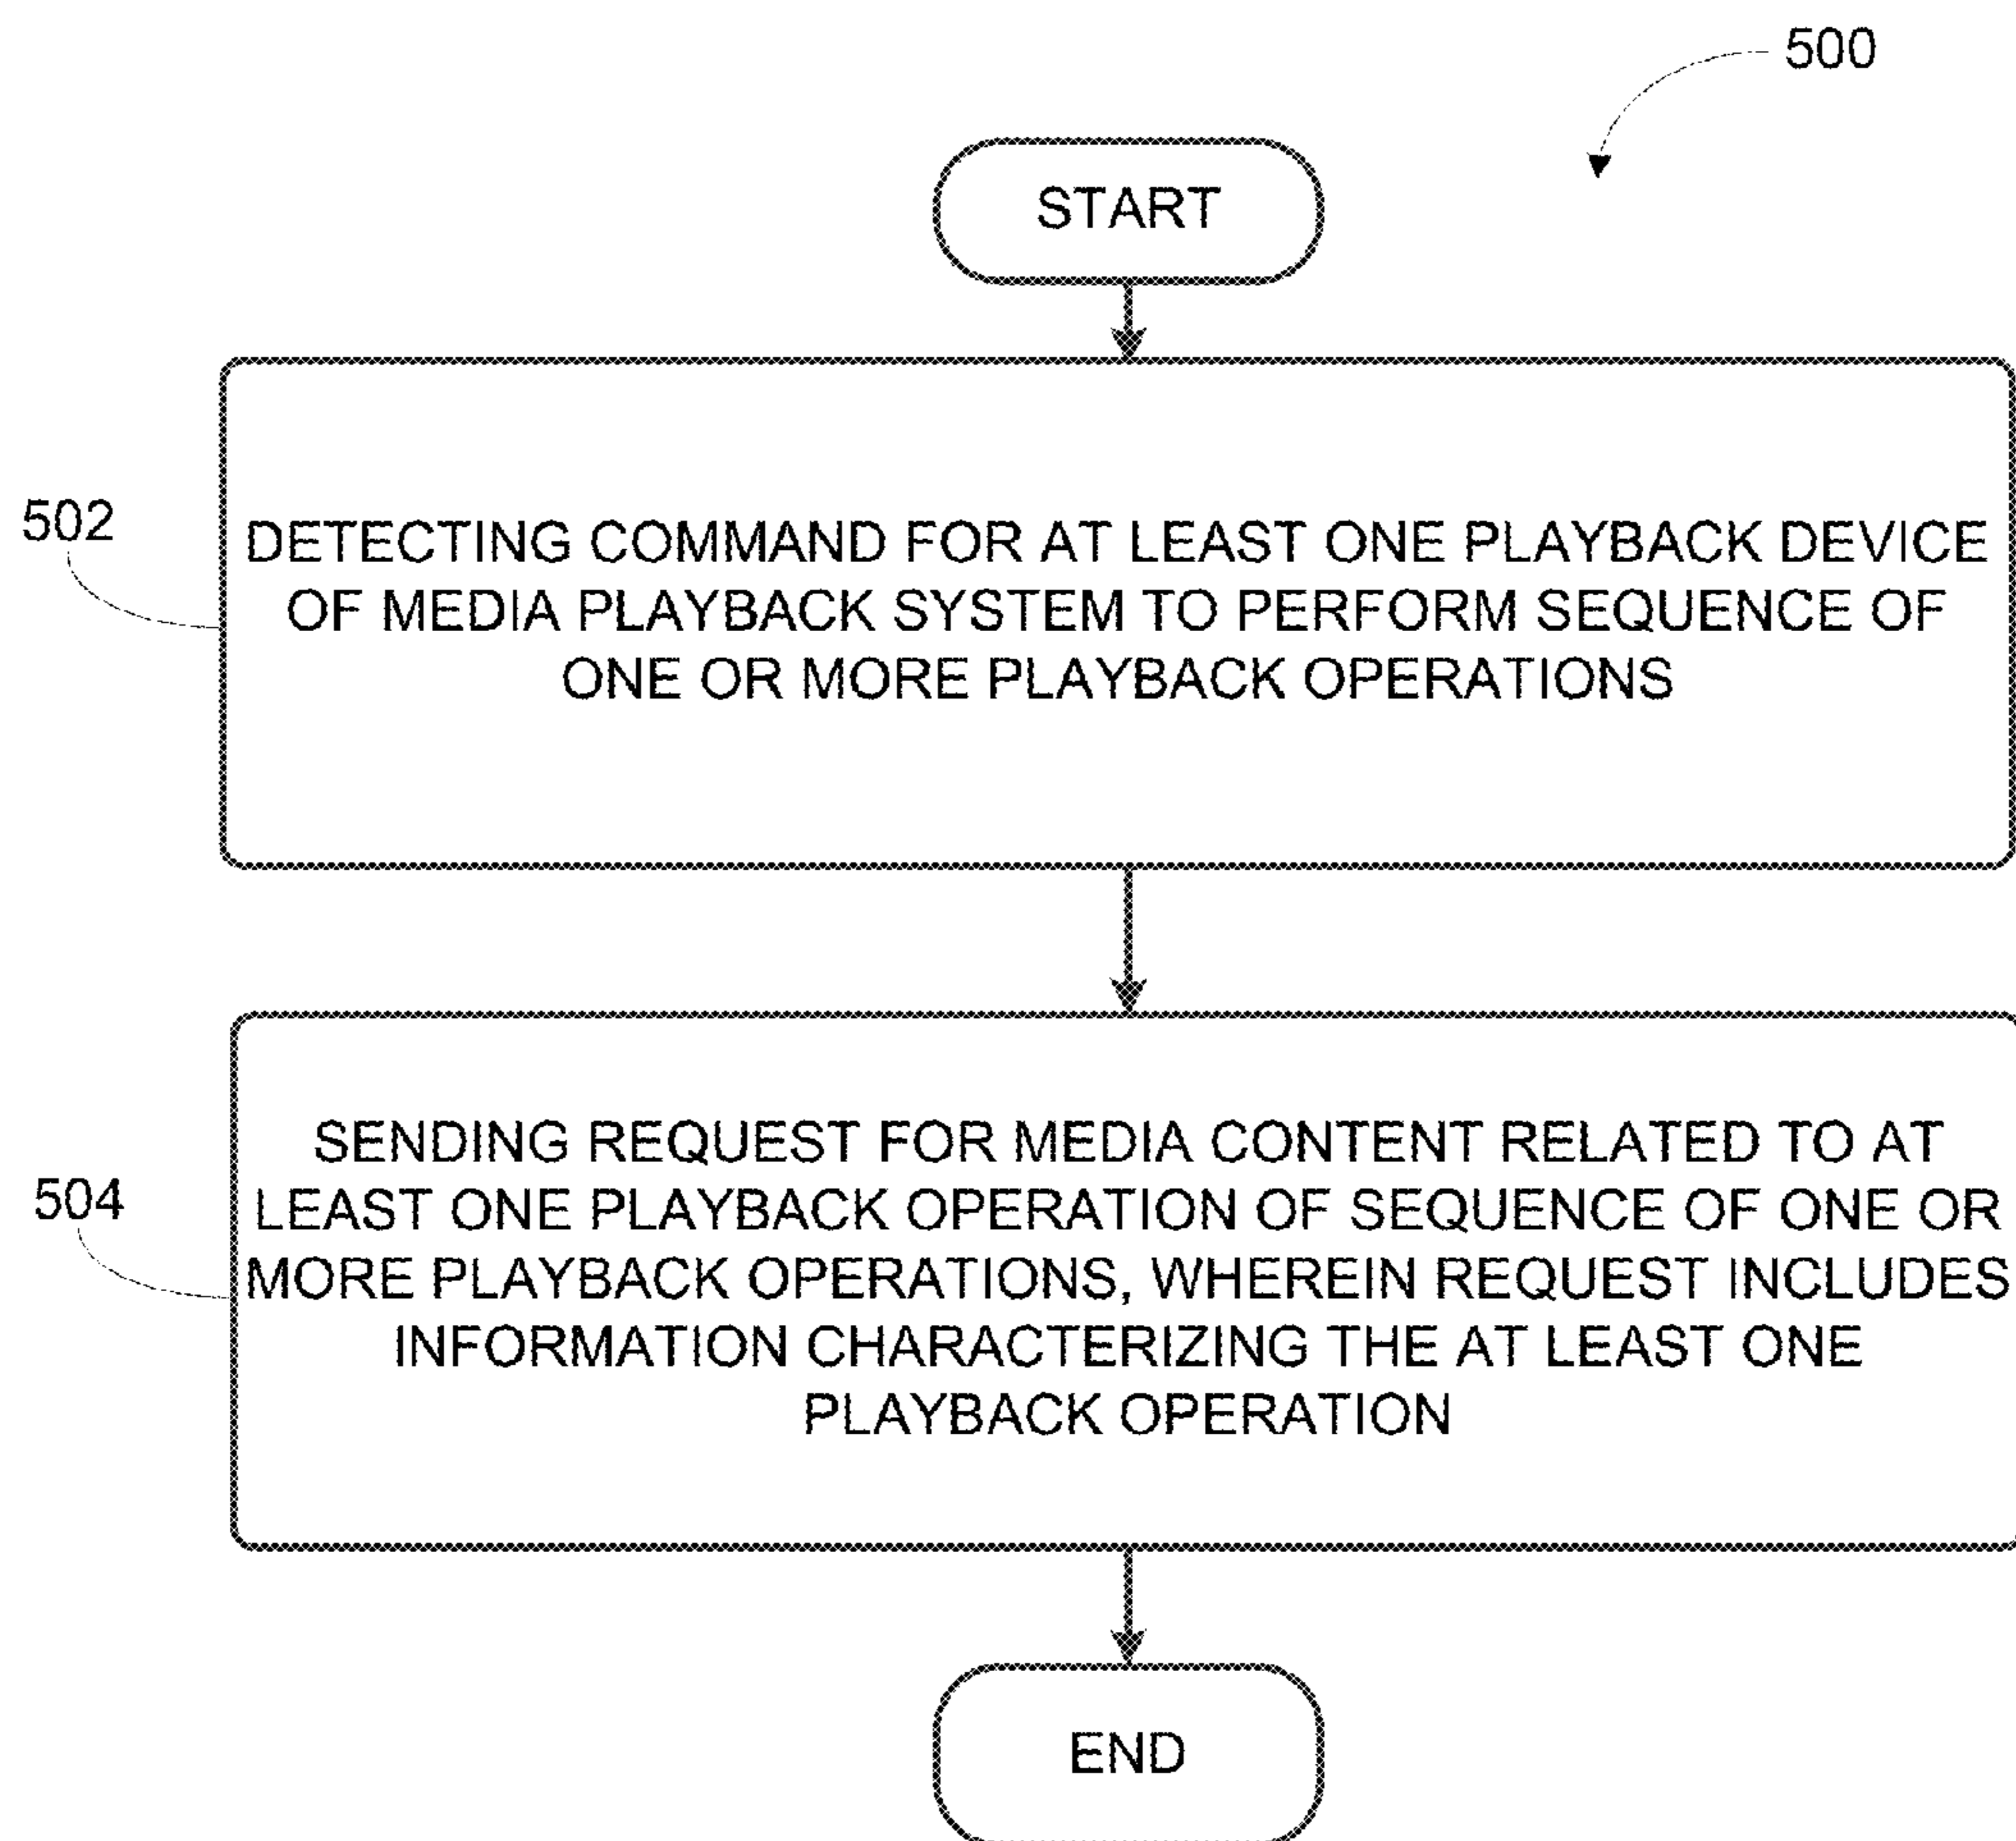 500
START
502
DETECTING COMMAND FOR AT LEAST ONE PLAYBACK DEVICE
OF MEDIA PLAYBACK SYSTEM TO PERFORM SEQUENCE OF
ONE OR MORE PLAYBACK OPERATIONS
504
SENDING REQUEST FOR MEDIA CONTENT RELATED TO AT
LEAST ONE PLAYBACK OPERATION OF SEQUENCE OF ONE OR
MORE PLAYBACK OPERATIONS, WHEREIN REQUEST INCLUDES
INFORMATION CHARACTERIZING THE AT LEAST ONE
PLAYBACK OPERATION
END